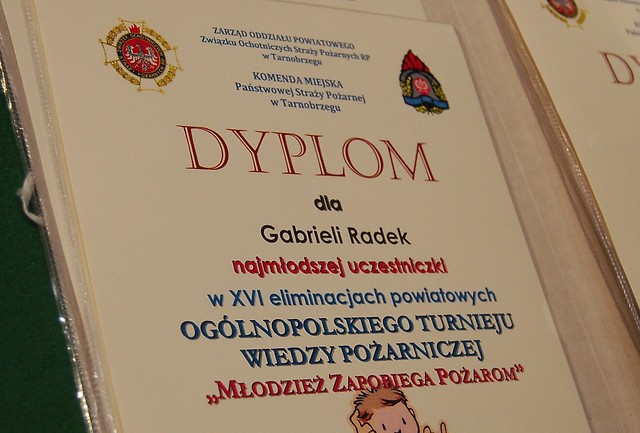 ZARZĄD ODDZIAŁU POWIATOWEGO
Związku Ochotniczych Straży Pożarnych RP
w Tarnobrzegu
KOMENDA MIEJSKA
Państwowej Straży Pożarnej
w Tarnobrzegu
DYPLOM
dla
Gabrieli Radek
najmłodszej uczestniczki
w XVI eliminacjach powiatowych
OGÓLNOPOLSKIEGO TURNIEJU
WIEDZY POŻARNICZEJ
„MŁODZIEŻ ZAPOBIEGA POŻAROM”